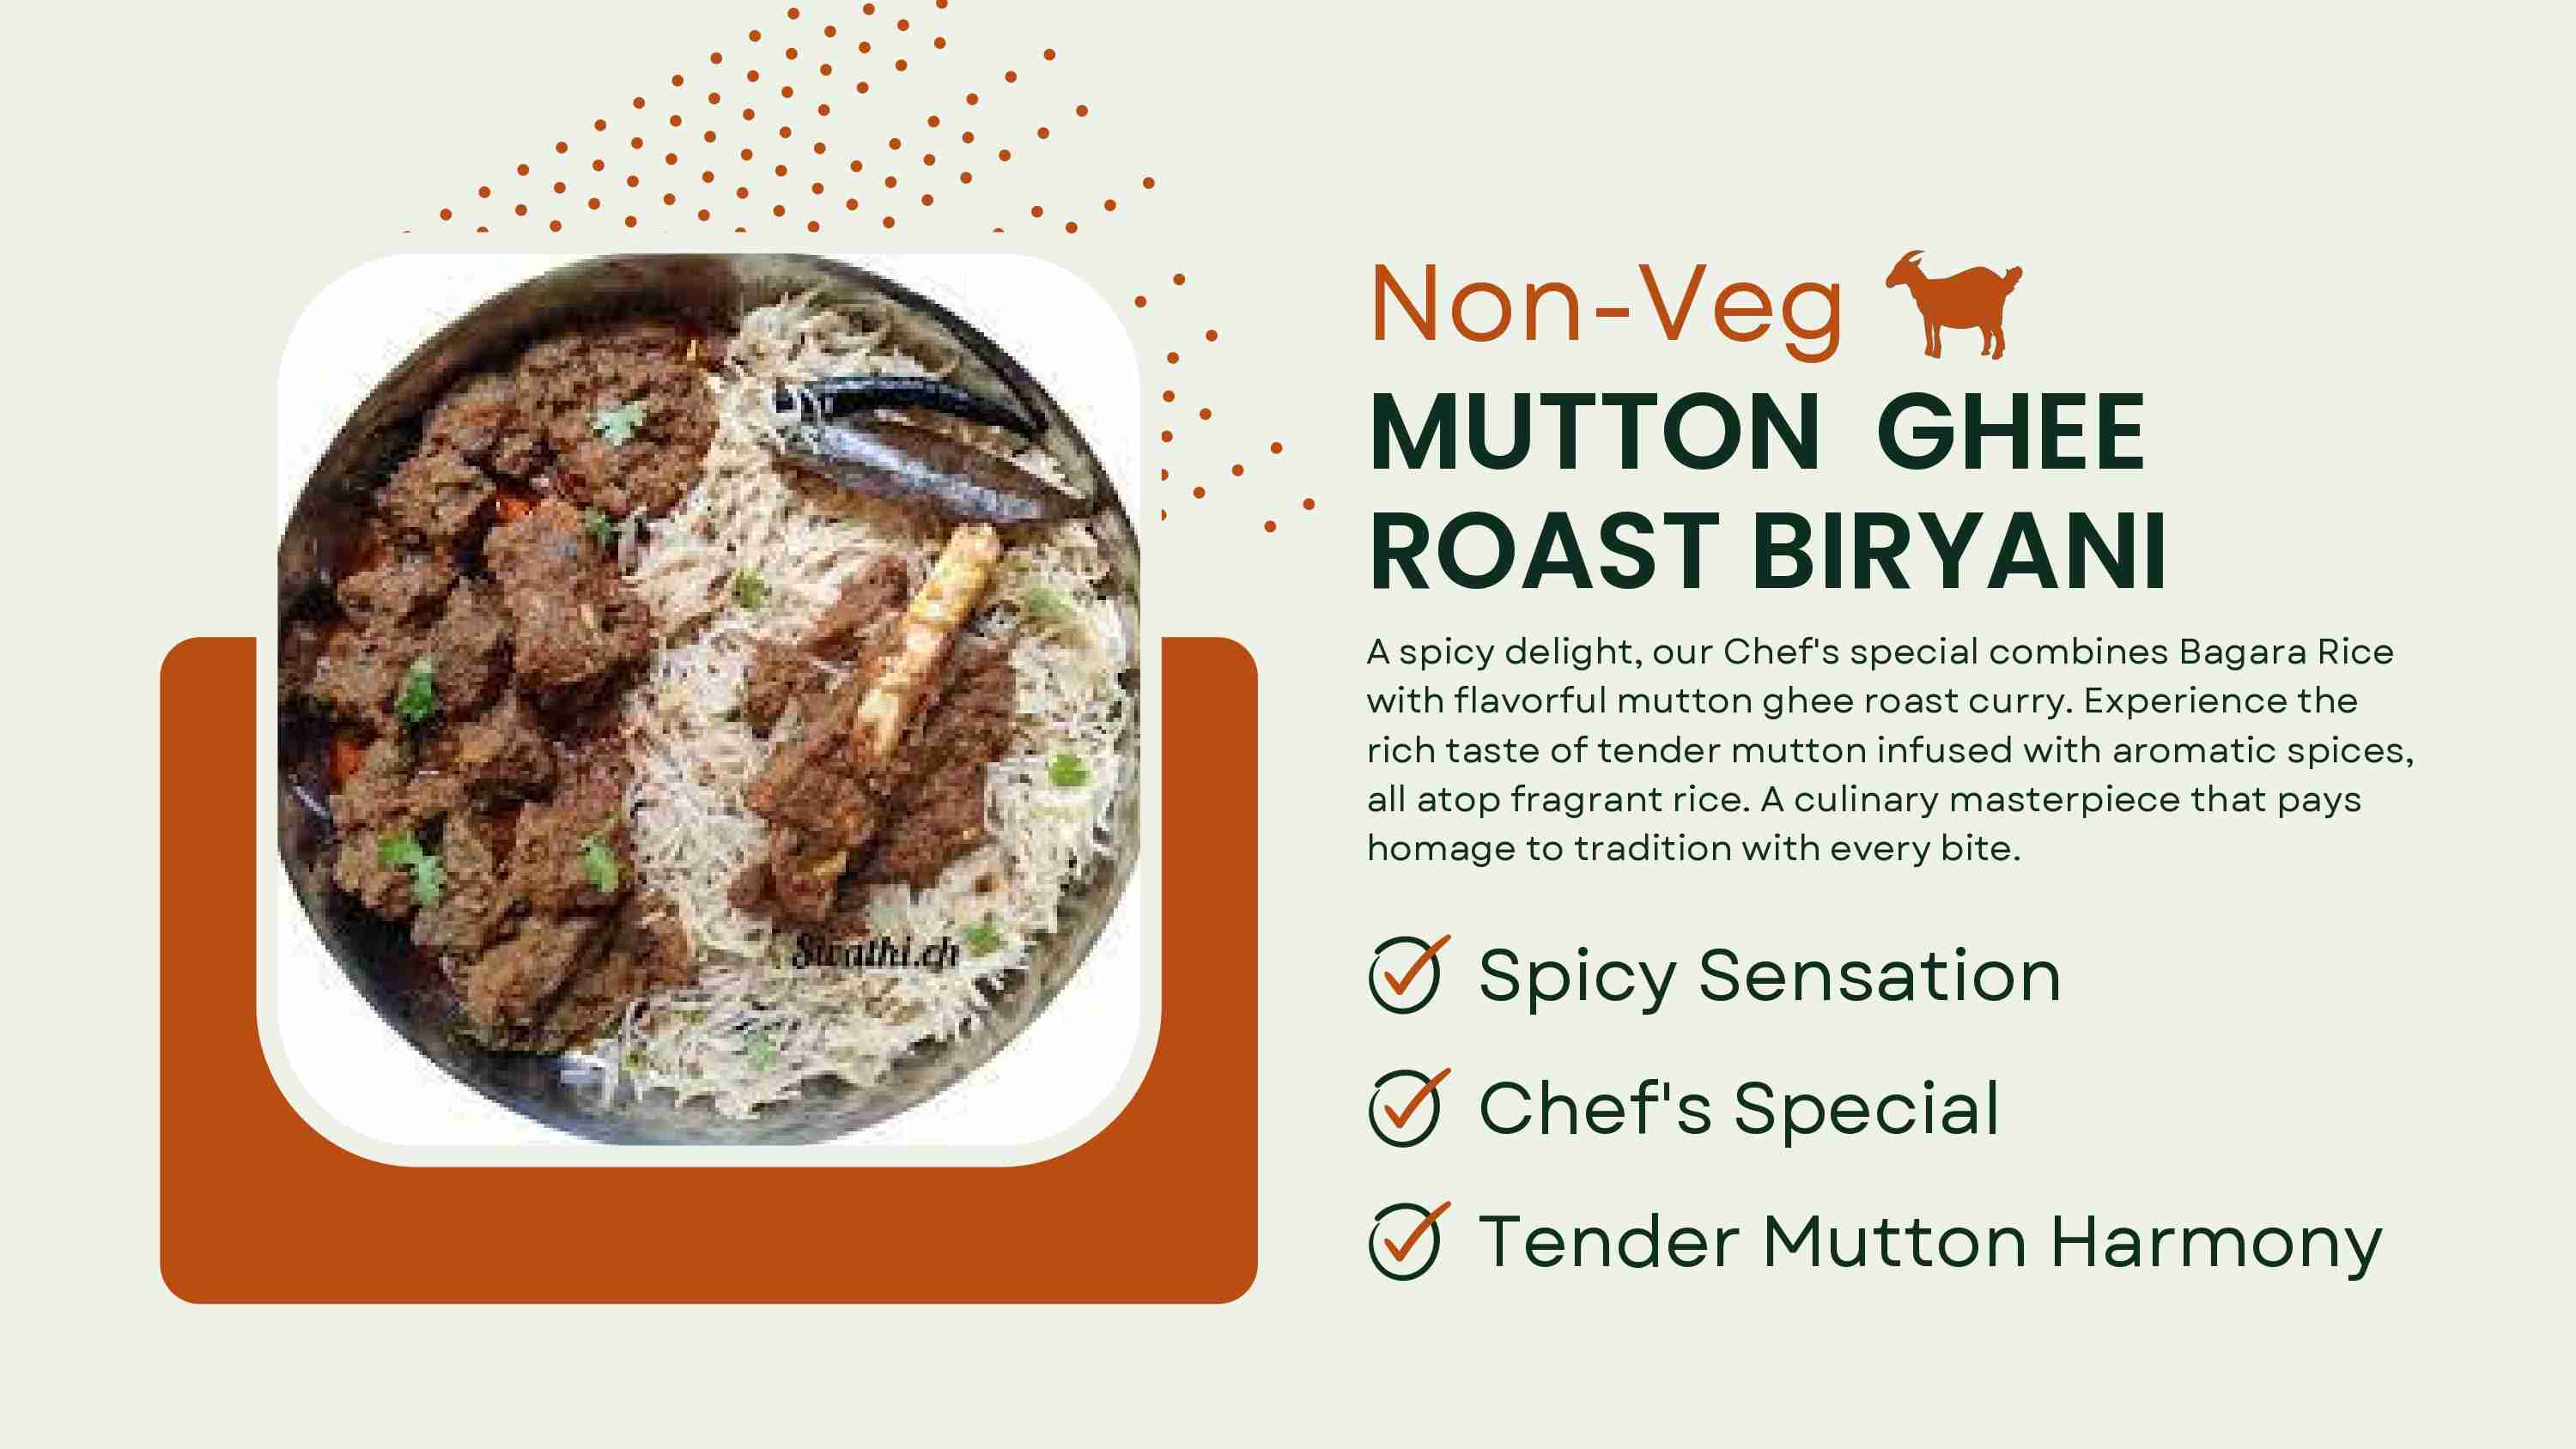 Non-Veg
MUTTON GHEE
ROAST BIRYANI
A spicy delight, our Chef's special combines Bagara Rice
with flavorful mutton ghee roast curry. Experience the
rich taste of tender mutton infused with aromatic spices,
all atop fragrant rice. A culinary masterpiece that pays
homage to tradition with every bite.
Swathi.ch
Spicy Sensation
Chef's Special
Tender Mutton Harmony